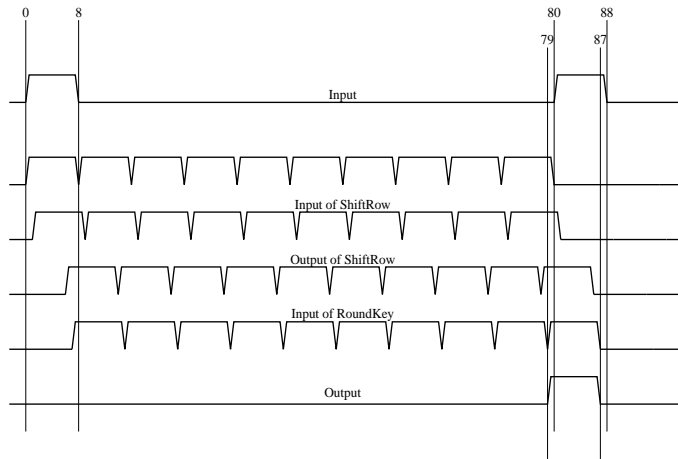 0 8 80 88
79 87
Input
Input of ShiftRow
Output of ShiftRow
Input of RoundKey
Output